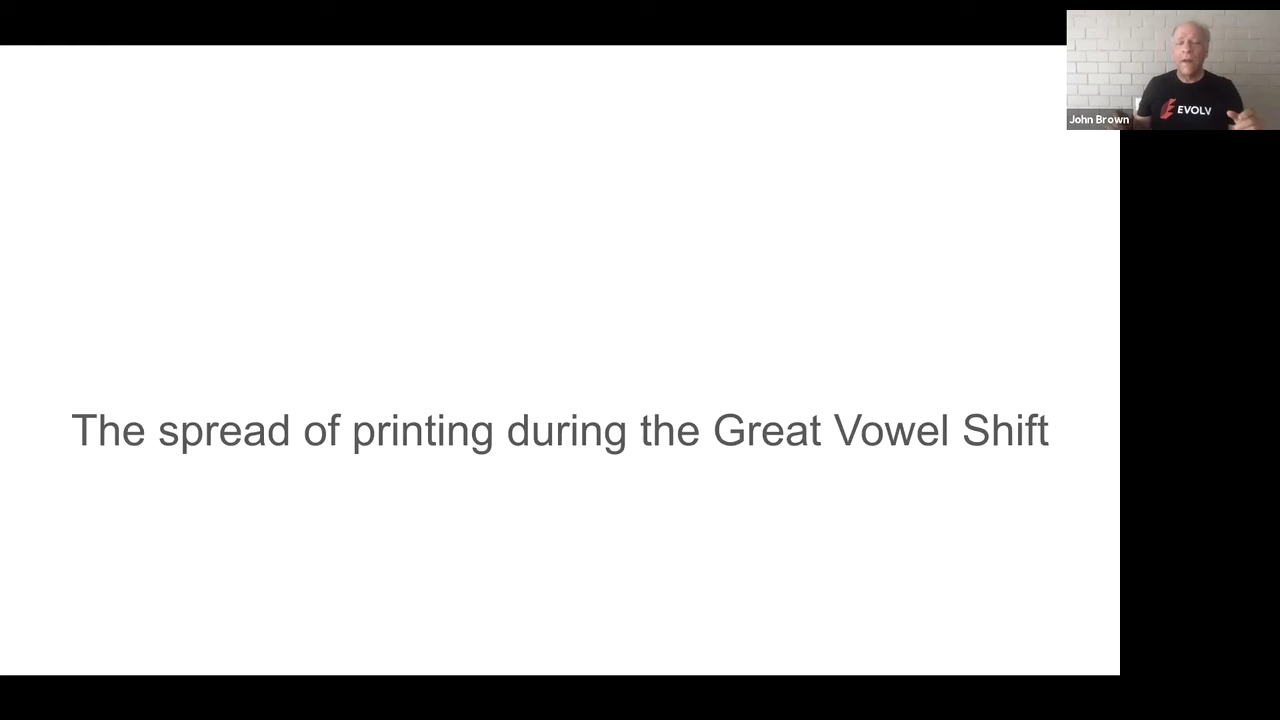 EVOLV
John Brown
The spread of printing during the Great Vowel Shift